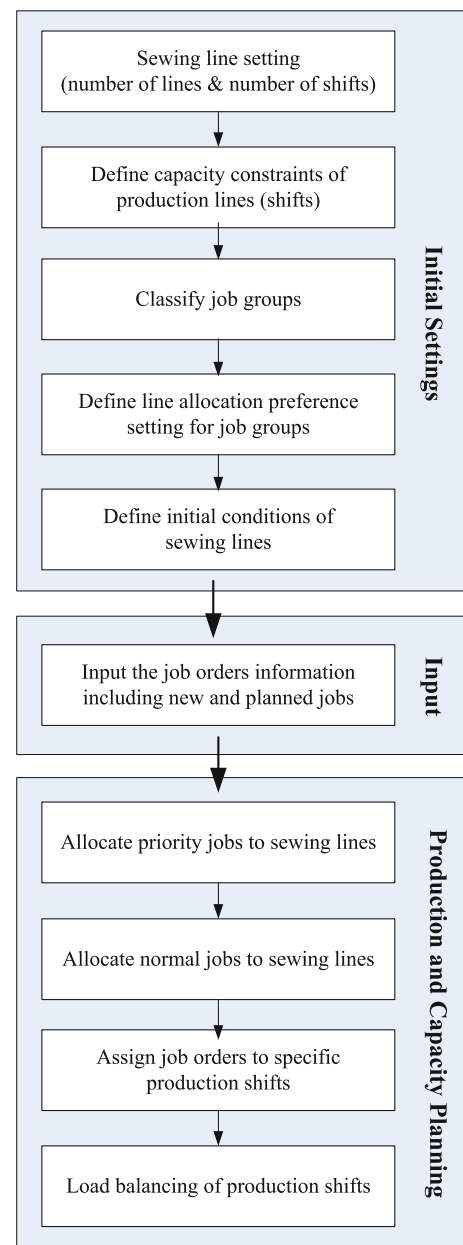 Sewing line setting
(number of lines & number of shifts)
Define capacity constraints of
production lines (shifts)
Classify job groups
Define line allocation preference
setting for job groups
Define initial conditions of
sewing lines
Initial Settings
Input the job orders information
including new and planned jobs
Input
Allocate priority jobs to sewing lines
Allocate normal jobs to sewing lines
Assign job orders to specific
production shifts
Load balancing of production shifts
Production and Capacity Planning